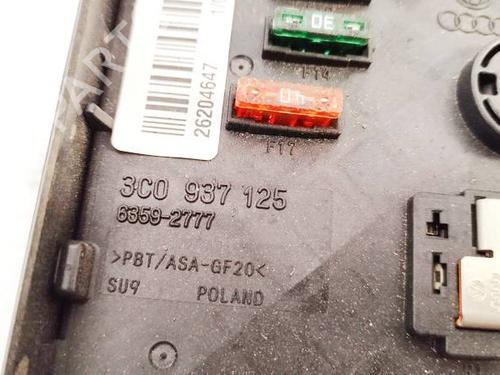 30
F14
40
F17
26204647
3C0 937 125
6359-2777
>PBT/ASA-GF20<
SU9 POLAND